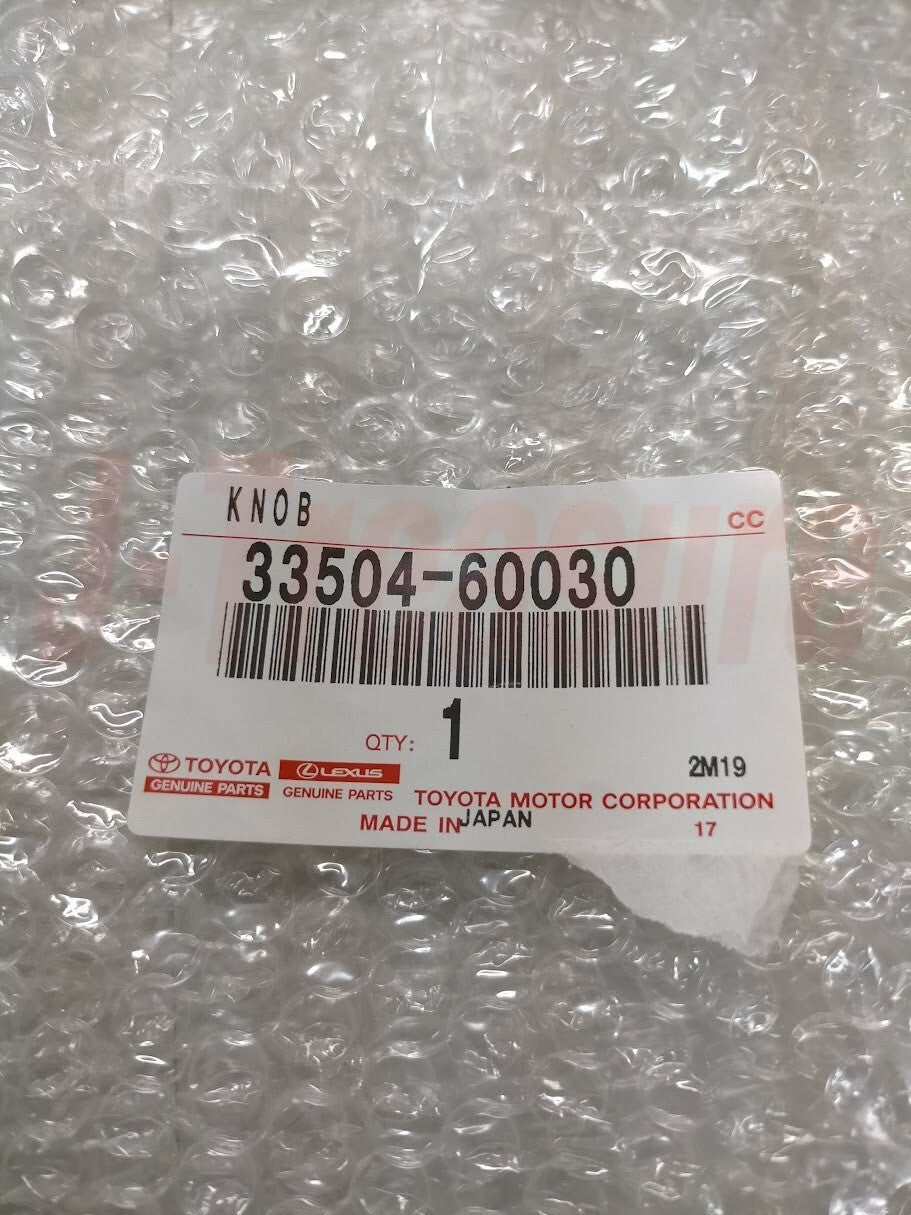 KNOB
CC
33504-60030
QTY: 1
2M19
TOYOTA LEXUS
GENUINE PARTS GENUINE PARTS
TOYOTA MOTOR CORPORATION
MADE IN JAPAN
17